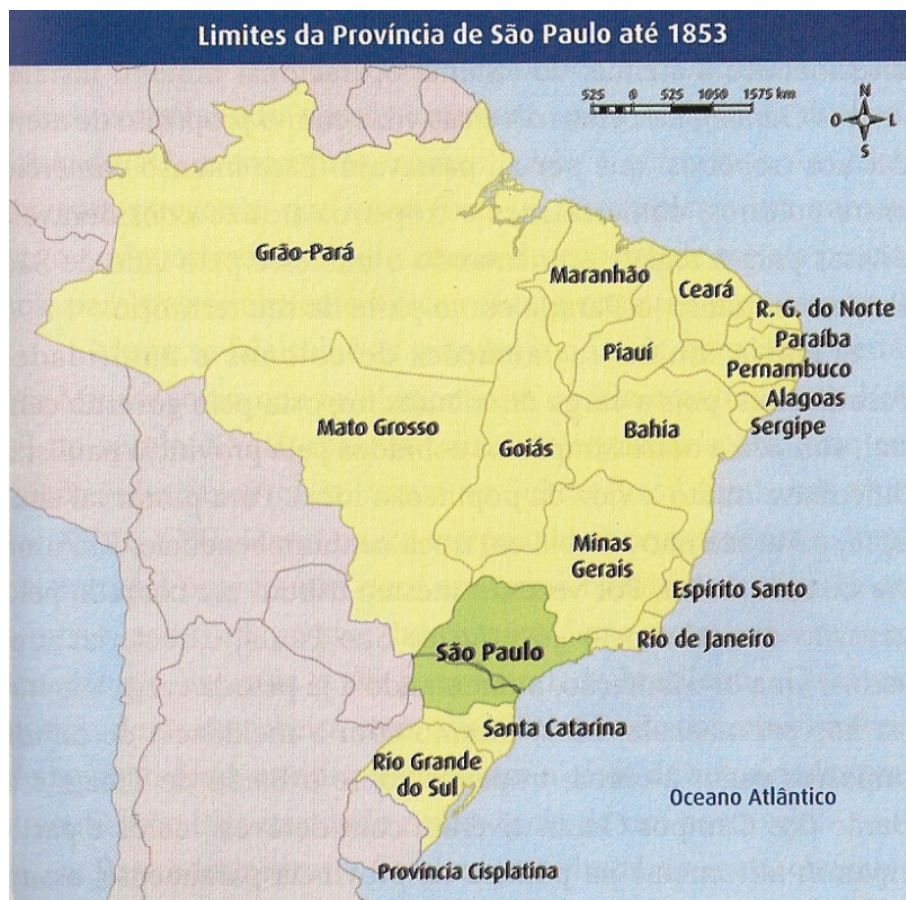 Limites da Província de São Paulo até 1853
525 0 525 1050 1575 km
N
O L
S
Grão-Pará
Maranhão
Ceará
R. G. do Norte
Paraíba
Piauí
Pernambuco
Alagoas
Sergipe
Mato Grosso
Goiás
Bahia
Minas
Gerais
Espírito Santo
Rio de Janeiro
São Paulo
Santa Catarina
Rio Grande
do Sul
Oceano Atlântico
Província Cisplatina